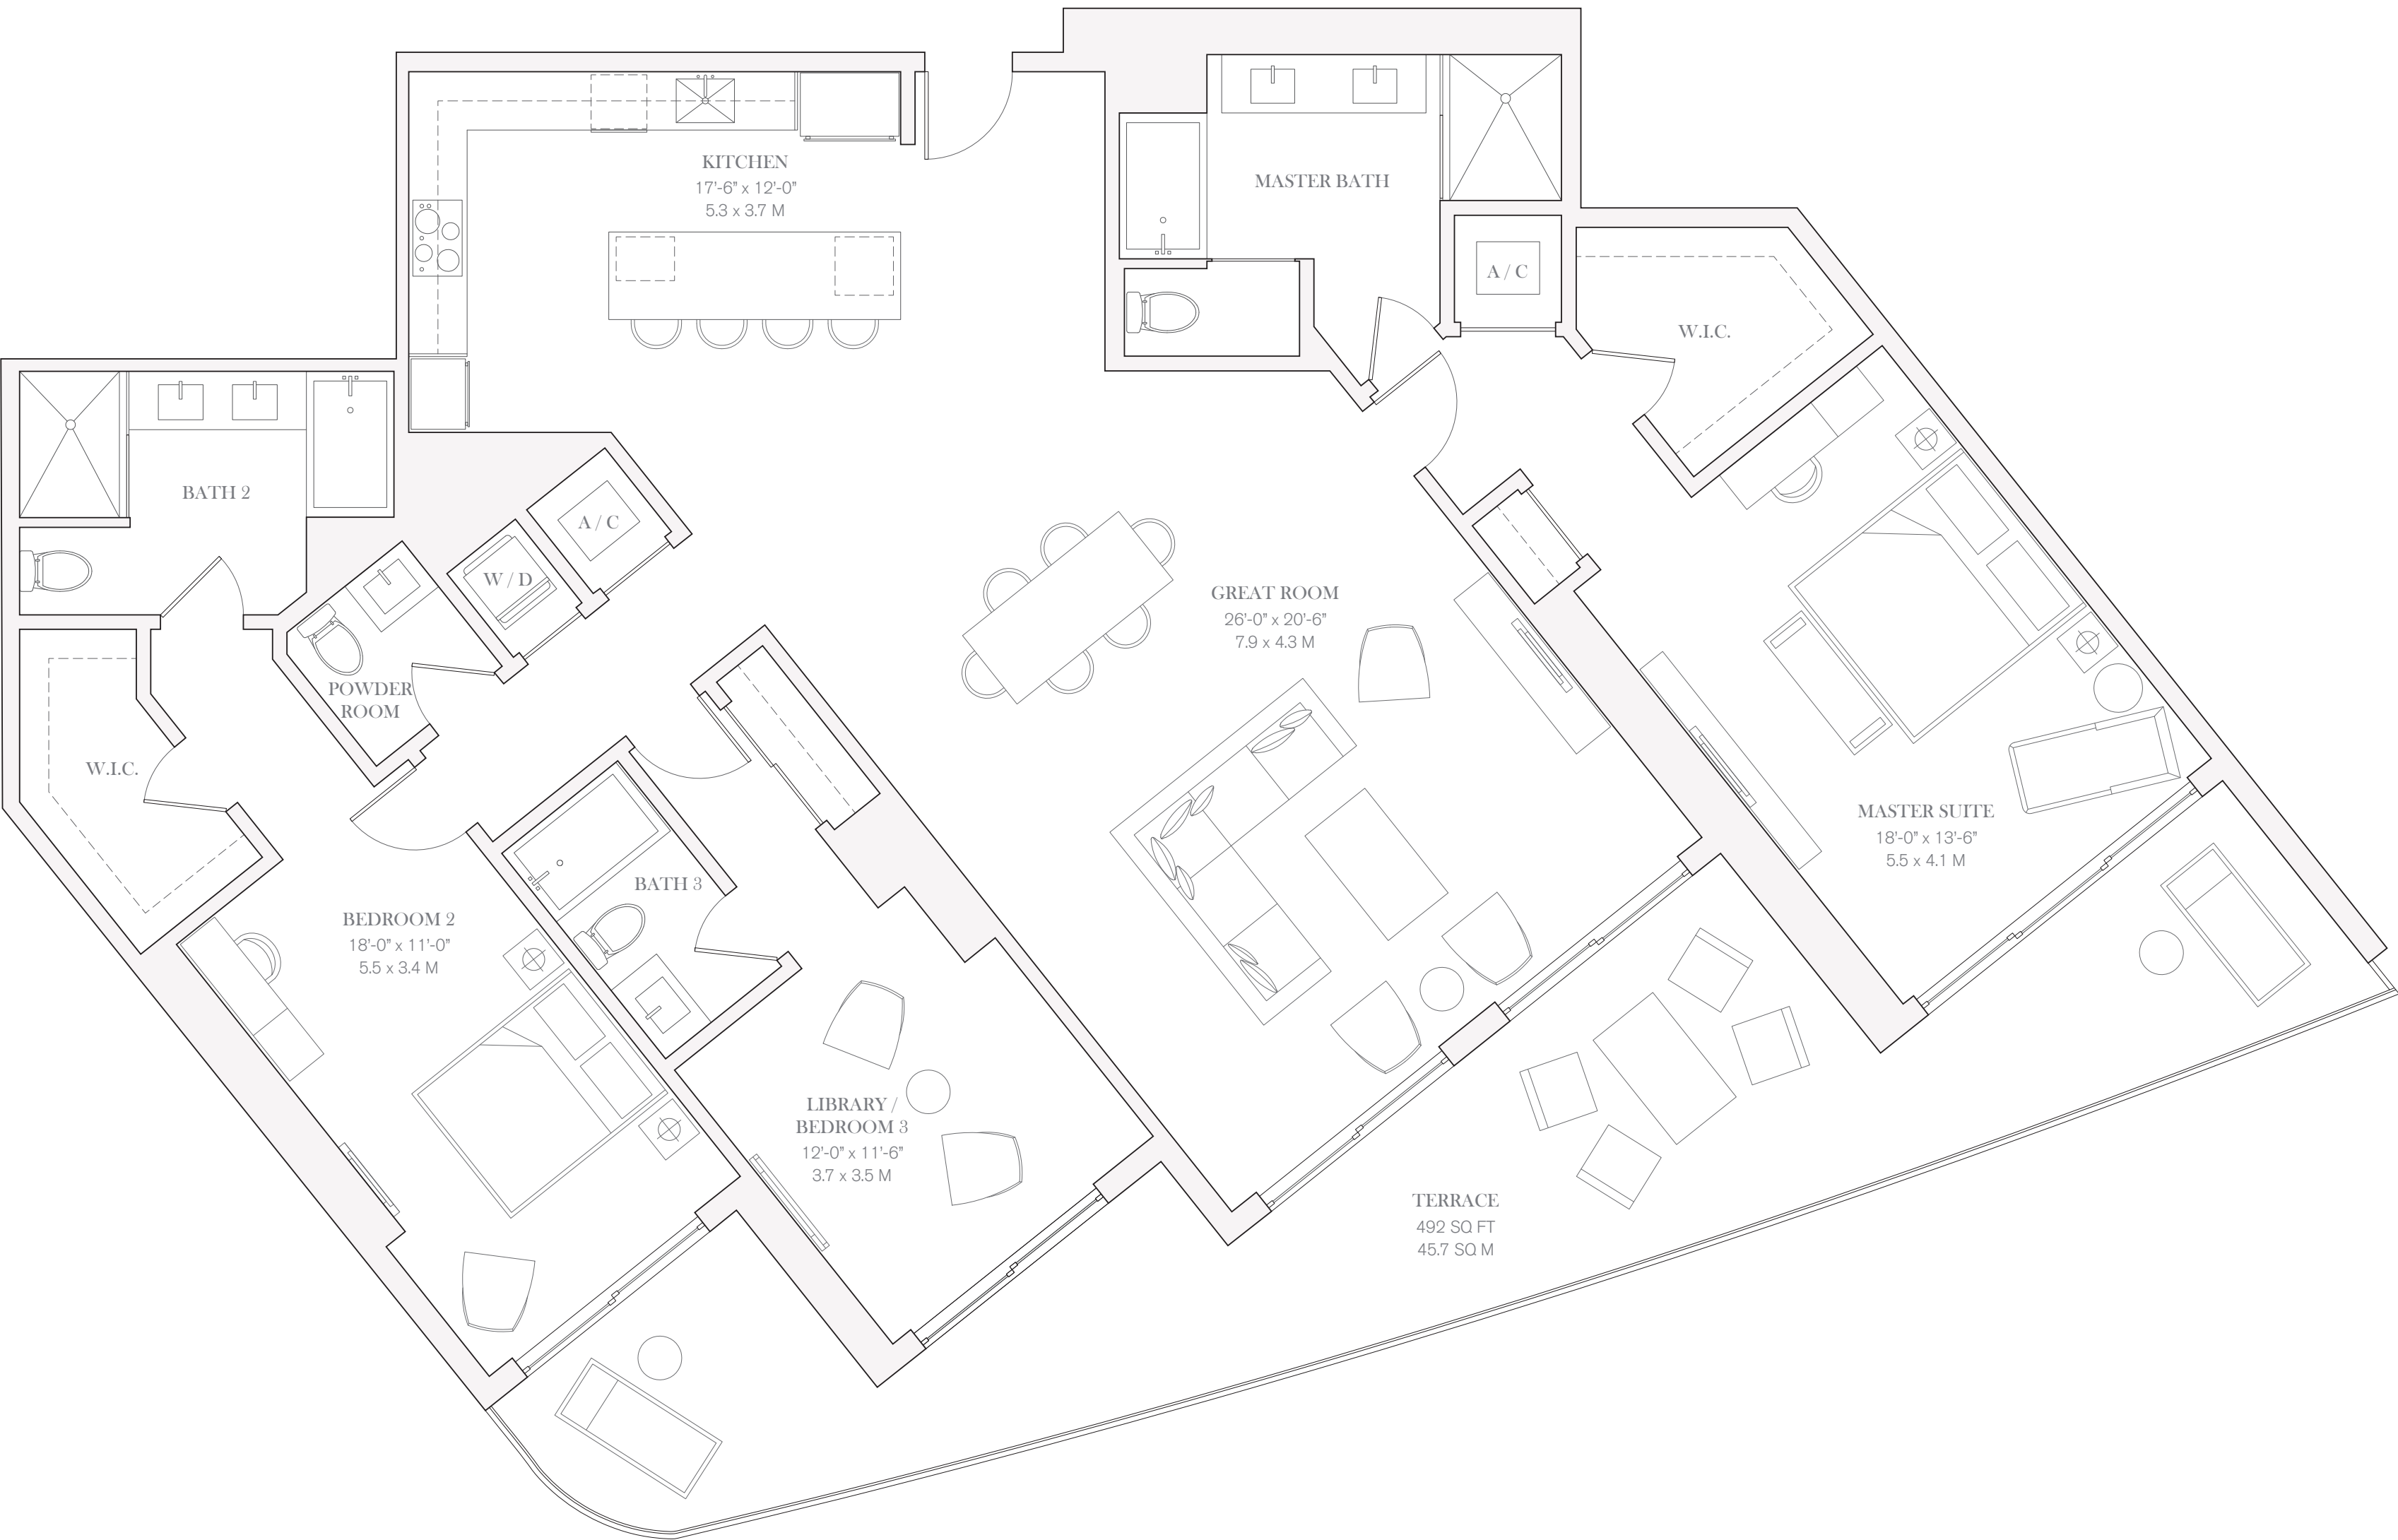 KITCHEN
17'-6" x 12'-0"
5.3 x 3.7 M
MASTER BATH
A / C
W.I.C.
BATH 2
A / C
W / D
POWDER
ROOM
GREAT ROOM
26'-0" x 20'-6"
7.9 x 4.3 M
W.I.C.
MASTER SUITE
18'-0" x 13'-6"
5.5 x 4.1 M
BATH 3
BEDROOM 2
18'-0" x 11'-0"
5.5 x 3.4 M
LIBRARY /
BEDROOM 3
12'-0" x 11'-6"
3.7 x 3.5 M
TERRACE
492 SQ FT
45.7 SQ M